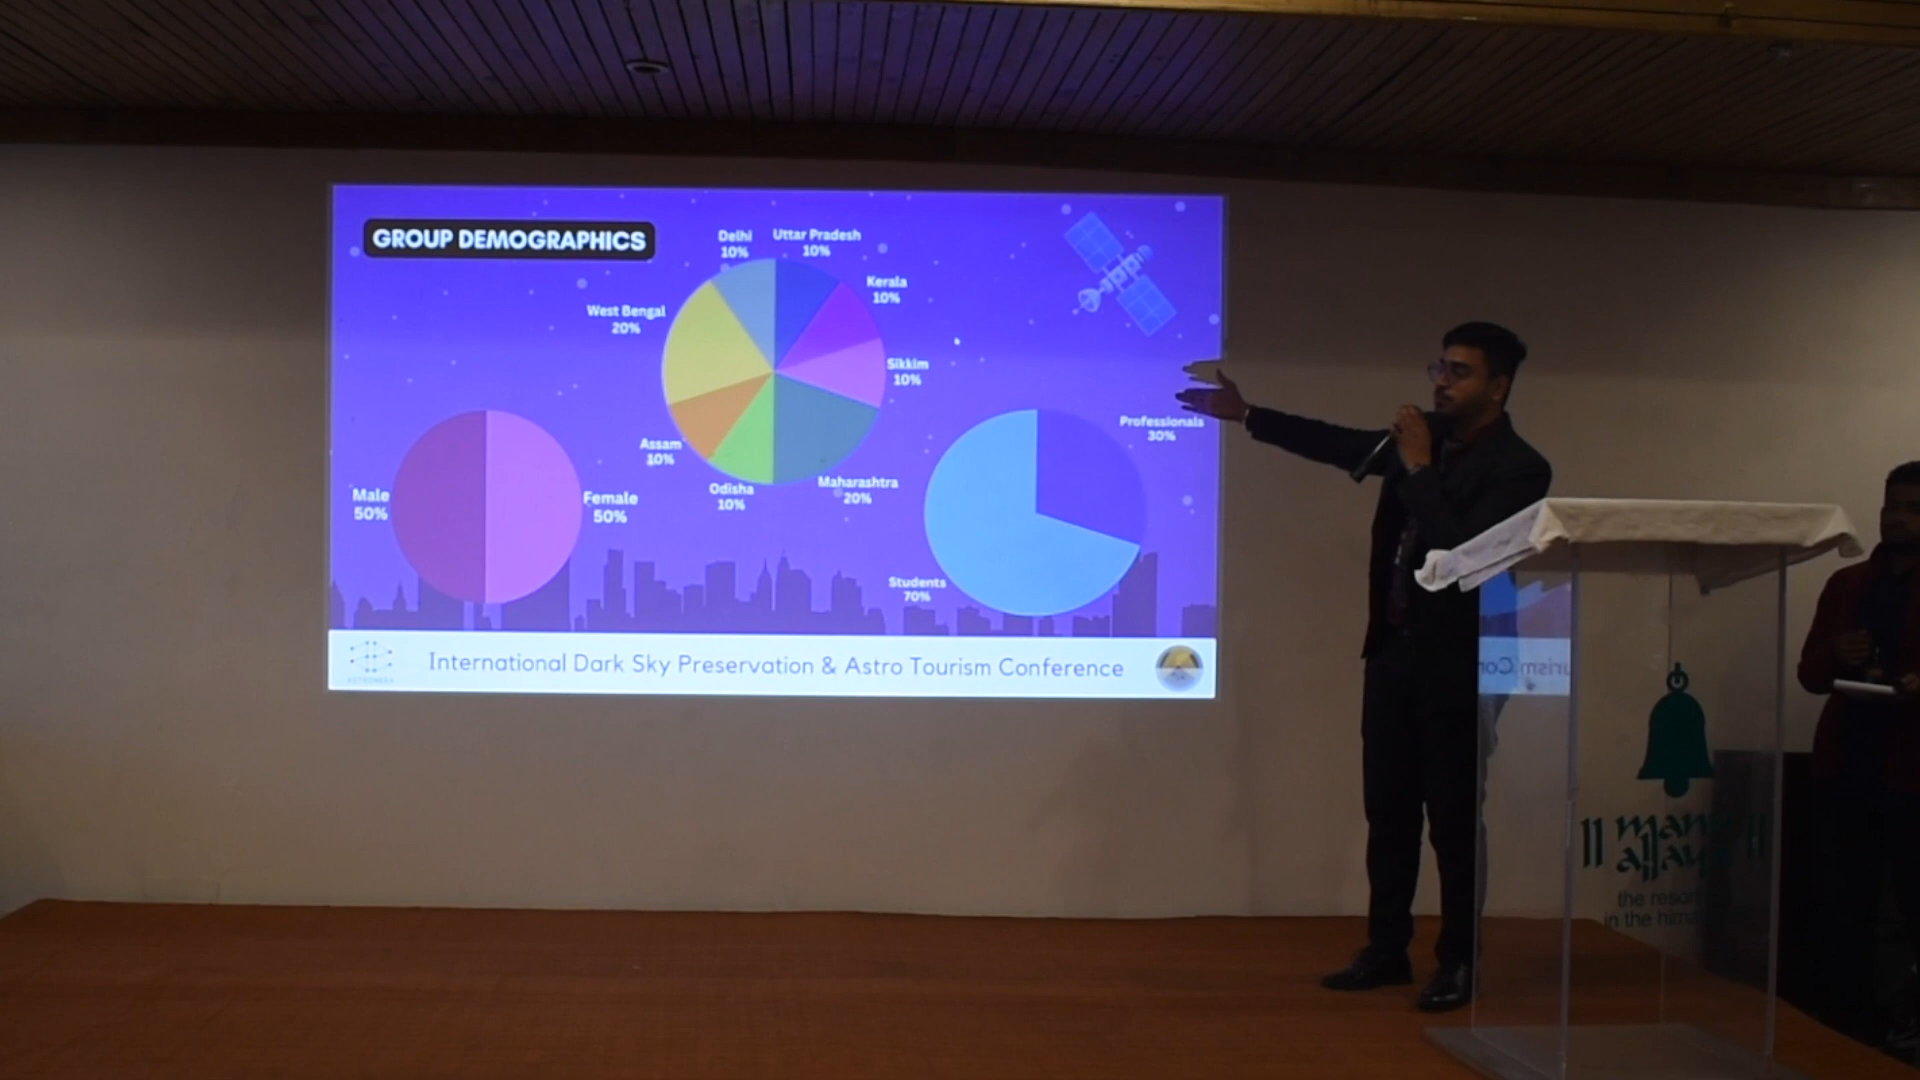 GROUP DEMOGRAPHICS
Delhi
10%
Uttar Pradesh
10%
Kerala
10%
West Bengal
20%
Sikkim
10%
Assam
10%
Odisha
10%
Maharashtra
20%
Male
50%
Female
50%
Professionals
30%
Students
70%
International Dark Sky Preservation & Astro Tourism Conference
the resort
in the